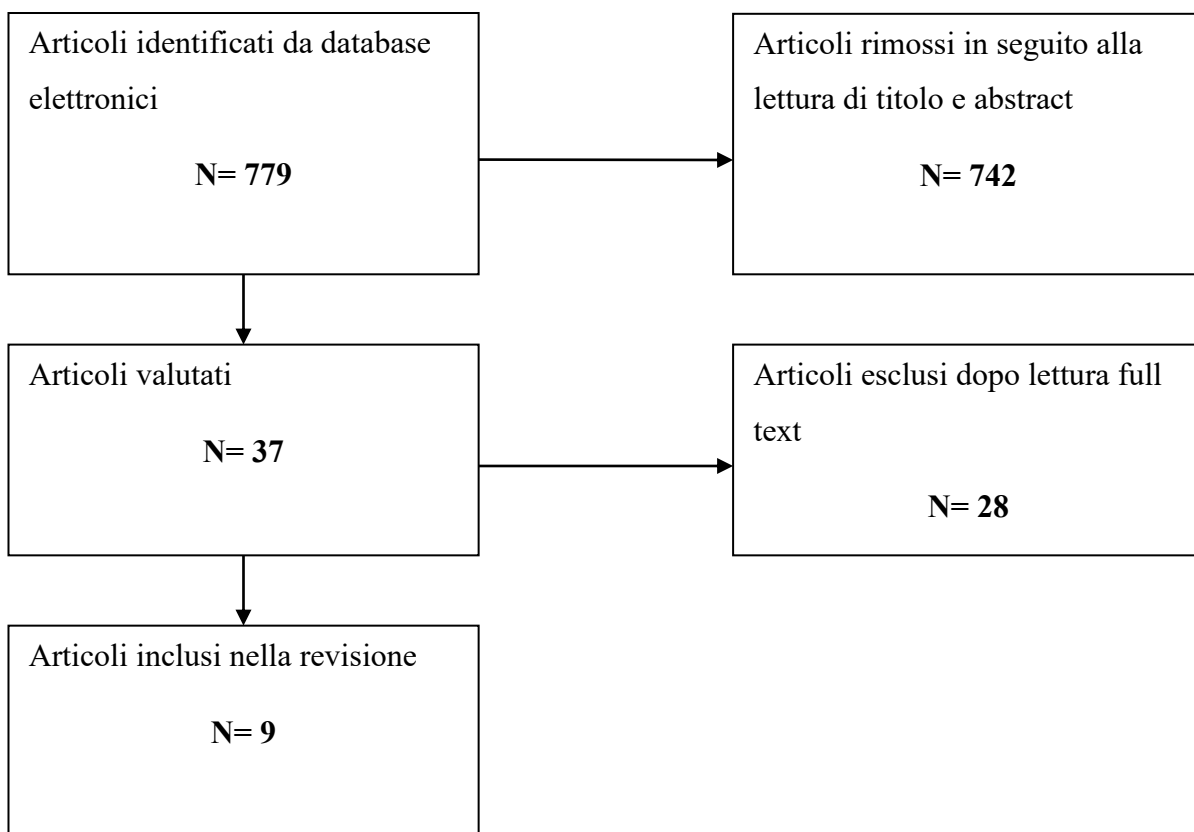 Articoli identificati da database
elettronici
N= 779
Articoli rimossi in seguito alla
lettura di titolo e abstract
N= 742
Articoli valutati
N= 37
Articoli esclusi dopo lettura full
text
N= 28
Articoli inclusi nella revisione
N= 9